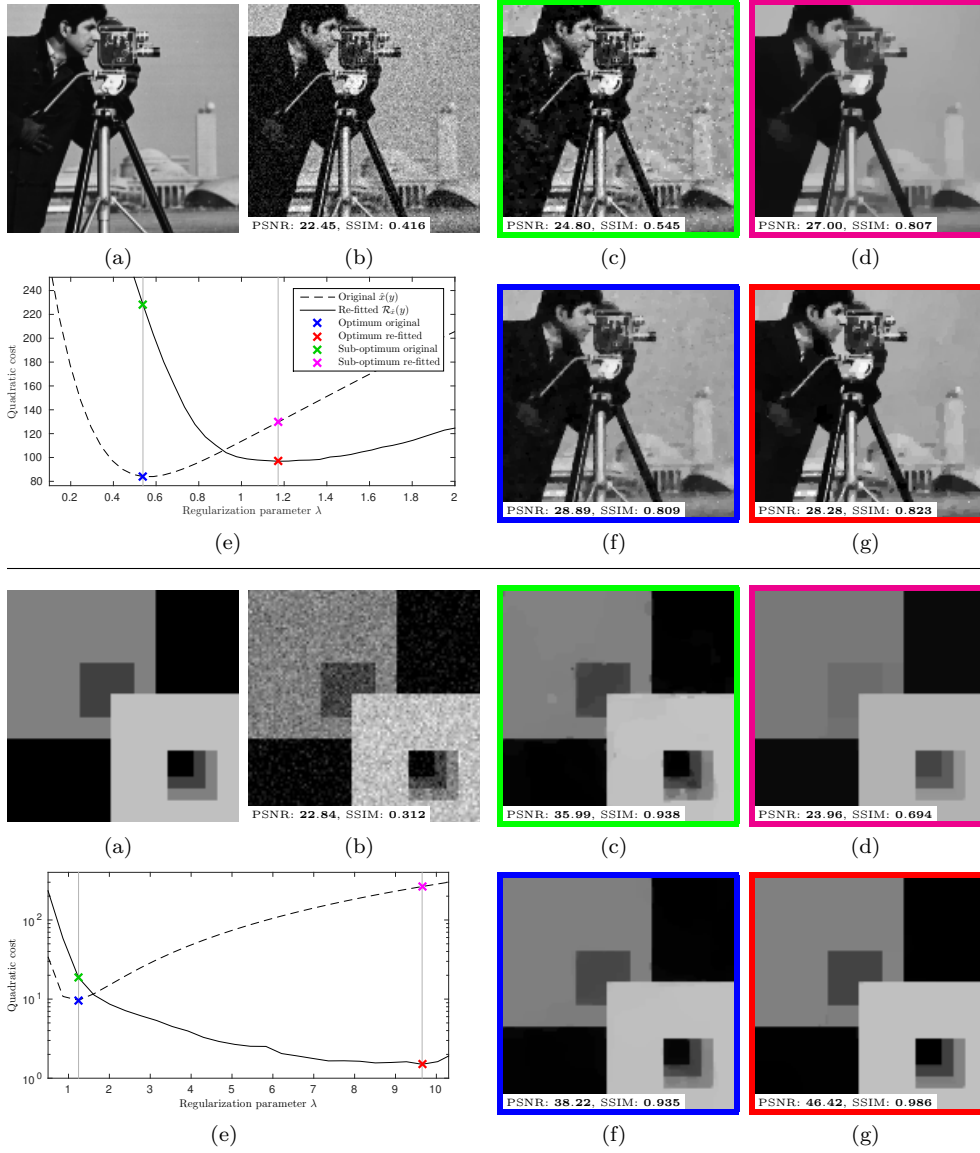 PSNR: 22.45, SSIM: 0.416
PSNR: 24.80, SSIM: 0.545
PSNR: 27.00, SSIM: 0.807
(a)
(b)
(c)
(d)
Quadratic cost
240
220
200
180
160
140
120
100
80
0.2 0.4 0.6 0.8 1 1.2 1.4 1.6 1.8 2
Regularization parameter λ
Original x̂(y)
Re-fitted ℛx̂(y)
Optimum original
Optimum re-fitted
Sub-optimum original
Sub-optimum re-fitted
PSNR: 28.89, SSIM: 0.809
PSNR: 28.28, SSIM: 0.823
(e)
(f)
(g)
PSNR: 22.84, SSIM: 0.312
PSNR: 35.99, SSIM: 0.938
PSNR: 23.96, SSIM: 0.694
(a)
(b)
(c)
(d)
Quadratic cost
10²
10¹
10⁰
1 2 3 4 5 6 7 8 9 10
Regularization parameter λ
PSNR: 38.22, SSIM: 0.935
PSNR: 46.42, SSIM: 0.986
(e)
(f)
(g)